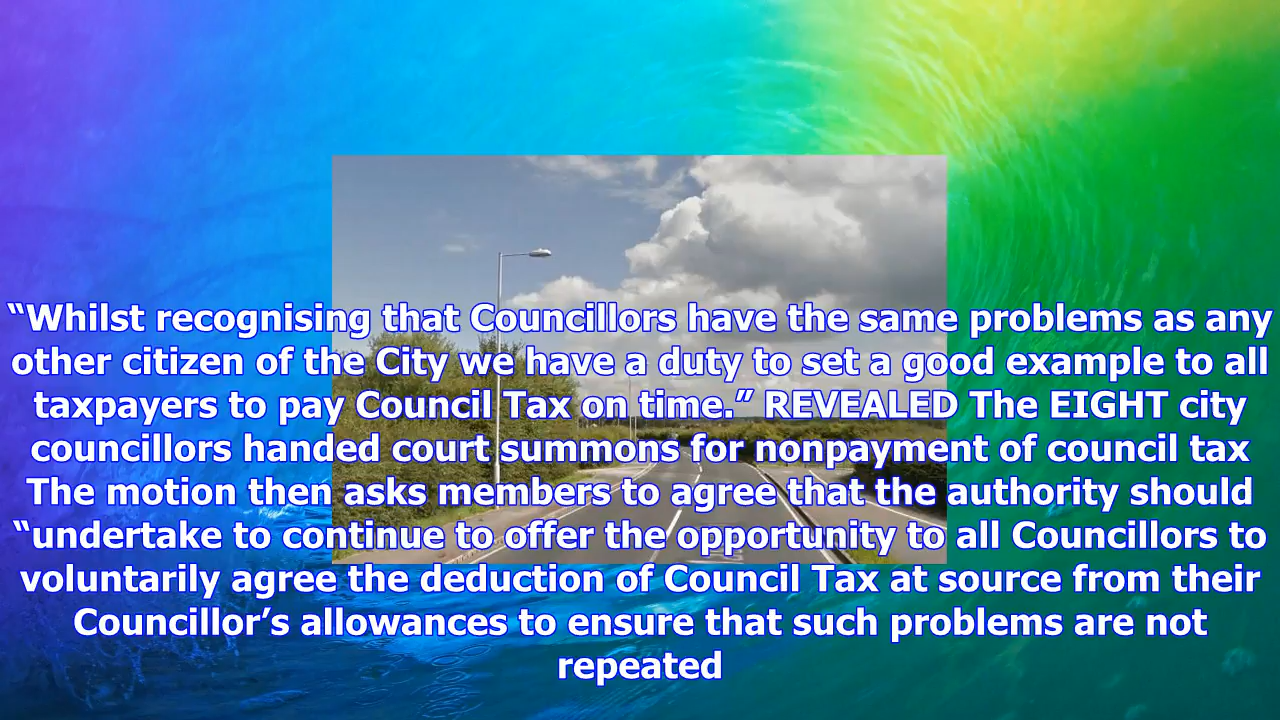 “Whilst recognising that Councillors have the same problems as any
other citizen of the City we have a duty to set a good example to all
taxpayers to pay Council Tax on time.” REVEALED The EIGHT city
councillors handed court summons for nonpayment of council tax
The motion then asks members to agree that the authority should
“undertake to continue to offer the opportunity to all Councillors to
voluntarily agree the deduction of Council Tax at source from their
Councillor’s allowances to ensure that such problems are not
repeated